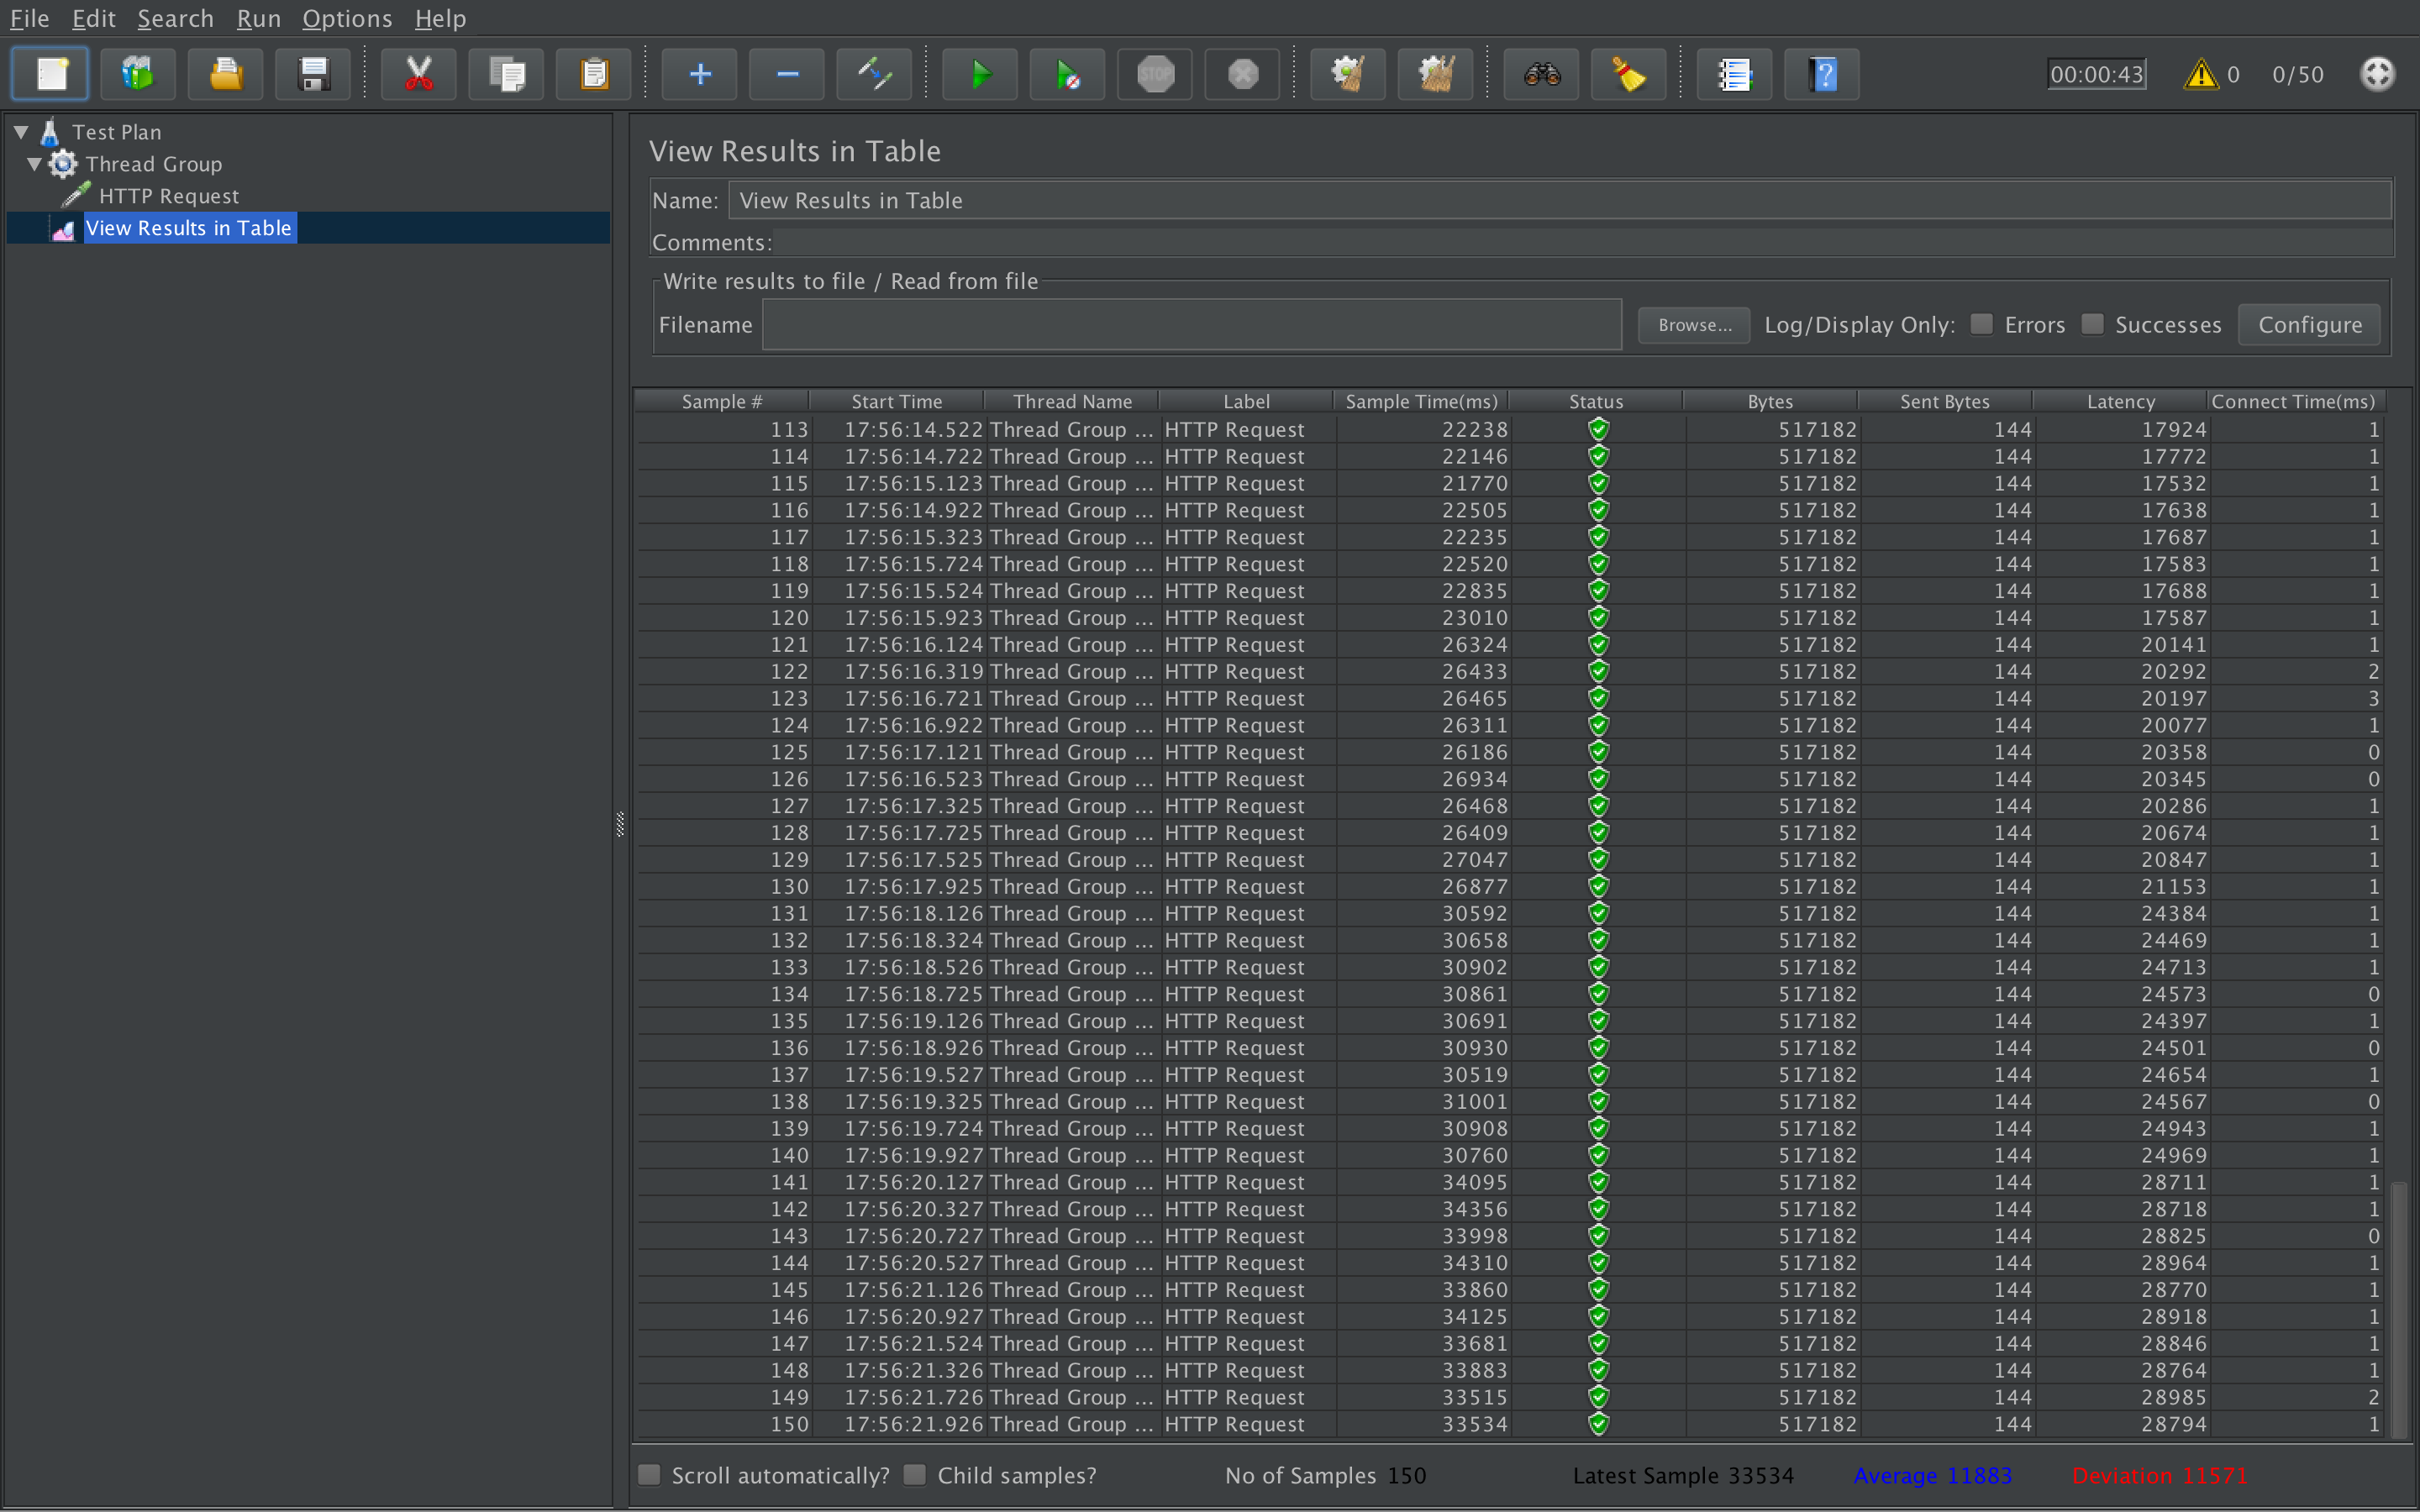 File Edit Search Run Options Help
STOP 00:00:43 0 0/50
Test Plan
Thread Group
HTTP Request
View Results in Table
View Results in Table
Name: View Results in Table
Comments:
Write results to file / Read from file
Filename Browse... Log/Display Only: Errors Successes Configure
Sample # Start Time Thread Name Label Sample Time(ms) Status Bytes Sent Bytes Latency Connect Time(ms)
113 17:56:14.522 Thread Group ... HTTP Request 22238 517182 144 17924 1
114 17:56:14.722 Thread Group ... HTTP Request 22146 517182 144 17772 1
115 17:56:15.123 Thread Group ... HTTP Request 21770 517182 144 17532 1
116 17:56:14.922 Thread Group ... HTTP Request 22505 517182 144 17638 1
117 17:56:15.323 Thread Group ... HTTP Request 22235 517182 144 17687 1
118 17:56:15.724 Thread Group ... HTTP Request 22520 517182 144 17583 1
119 17:56:15.524 Thread Group ... HTTP Request 22835 517182 144 17688 1
120 17:56:15.923 Thread Group ... HTTP Request 23010 517182 144 17587 1
121 17:56:16.124 Thread Group ... HTTP Request 26324 517182 144 20141 1
122 17:56:16.319 Thread Group ... HTTP Request 26433 517182 144 20292 2
123 17:56:16.721 Thread Group ... HTTP Request 26465 517182 144 20197 3
124 17:56:16.922 Thread Group ... HTTP Request 26311 517182 144 20077 1
125 17:56:17.121 Thread Group ... HTTP Request 26186 517182 144 20358 0
126 17:56:16.523 Thread Group ... HTTP Request 26934 517182 144 20345 0
127 17:56:17.325 Thread Group ... HTTP Request 26468 517182 144 20286 1
128 17:56:17.725 Thread Group ... HTTP Request 26409 517182 144 20674 1
129 17:56:17.525 Thread Group ... HTTP Request 27047 517182 144 20847 1
130 17:56:17.925 Thread Group ... HTTP Request 26877 517182 144 21153 1
131 17:56:18.126 Thread Group ... HTTP Request 30592 517182 144 24384 1
132 17:56:18.324 Thread Group ... HTTP Request 30658 517182 144 24469 1
133 17:56:18.526 Thread Group ... HTTP Request 30902 517182 144 24713 1
134 17:56:18.725 Thread Group ... HTTP Request 30861 517182 144 24573 0
135 17:56:19.126 Thread Group ... HTTP Request 30691 517182 144 24397 1
136 17:56:18.926 Thread Group ... HTTP Request 30930 517182 144 24501 0
137 17:56:19.527 Thread Group ... HTTP Request 30519 517182 144 24654 1
138 17:56:19.325 Thread Group ... HTTP Request 31001 517182 144 24567 0
139 17:56:19.724 Thread Group ... HTTP Request 30908 517182 144 24943 1
140 17:56:19.927 Thread Group ... HTTP Request 30760 517182 144 24969 1
141 17:56:20.127 Thread Group ... HTTP Request 34095 517182 144 28711 1
142 17:56:20.327 Thread Group ... HTTP Request 34356 517182 144 28718 1
143 17:56:20.727 Thread Group ... HTTP Request 33998 517182 144 28825 0
144 17:56:20.527 Thread Group ... HTTP Request 34310 517182 144 28964 1
145 17:56:21.126 Thread Group ... HTTP Request 33860 517182 144 28770 1
146 17:56:20.927 Thread Group ... HTTP Request 34125 517182 144 28918 1
147 17:56:21.524 Thread Group ... HTTP Request 33681 517182 144 28846 1
148 17:56:21.326 Thread Group ... HTTP Request 33883 517182 144 28764 1
149 17:56:21.726 Thread Group ... HTTP Request 33515 517182 144 28985 2
150 17:56:21.926 Thread Group ... HTTP Request 33534 517182 144 28794 1
Scroll automatically? Child samples? No of Samples 150 Latest Sample 33534 Average 11883 Deviation 11571